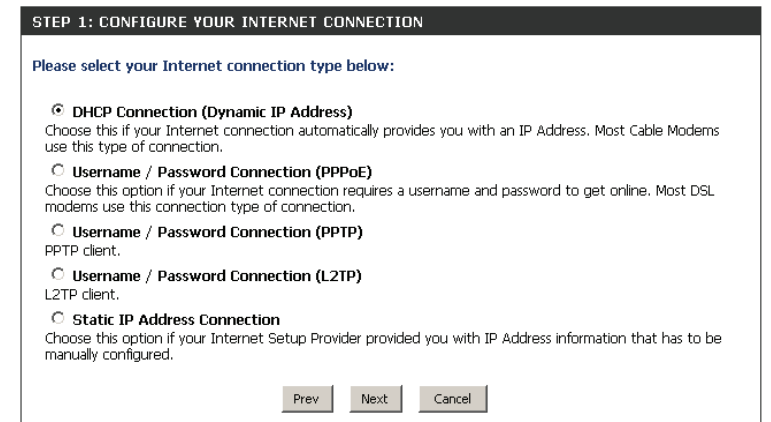 STEP 1: CONFIGURE YOUR INTERNET CONNECTION
Please select your Internet connection type below:
DHCP Connection (Dynamic IP Address)
Choose this if your Internet connection automatically provides you with an IP Address. Most Cable Modems
use this type of connection.
Username / Password Connection (PPPoE)
Choose this option if your Internet connection requires a username and password to get online. Most DSL
modems use this connection type of connection.
Username / Password Connection (PPTP)
PPTP client.
Username / Password Connection (L2TP)
L2TP client.
Static IP Address Connection
Choose this option if your Internet Setup Provider provided you with IP Address information that has to be
manually configured.
Prev Next Cancel